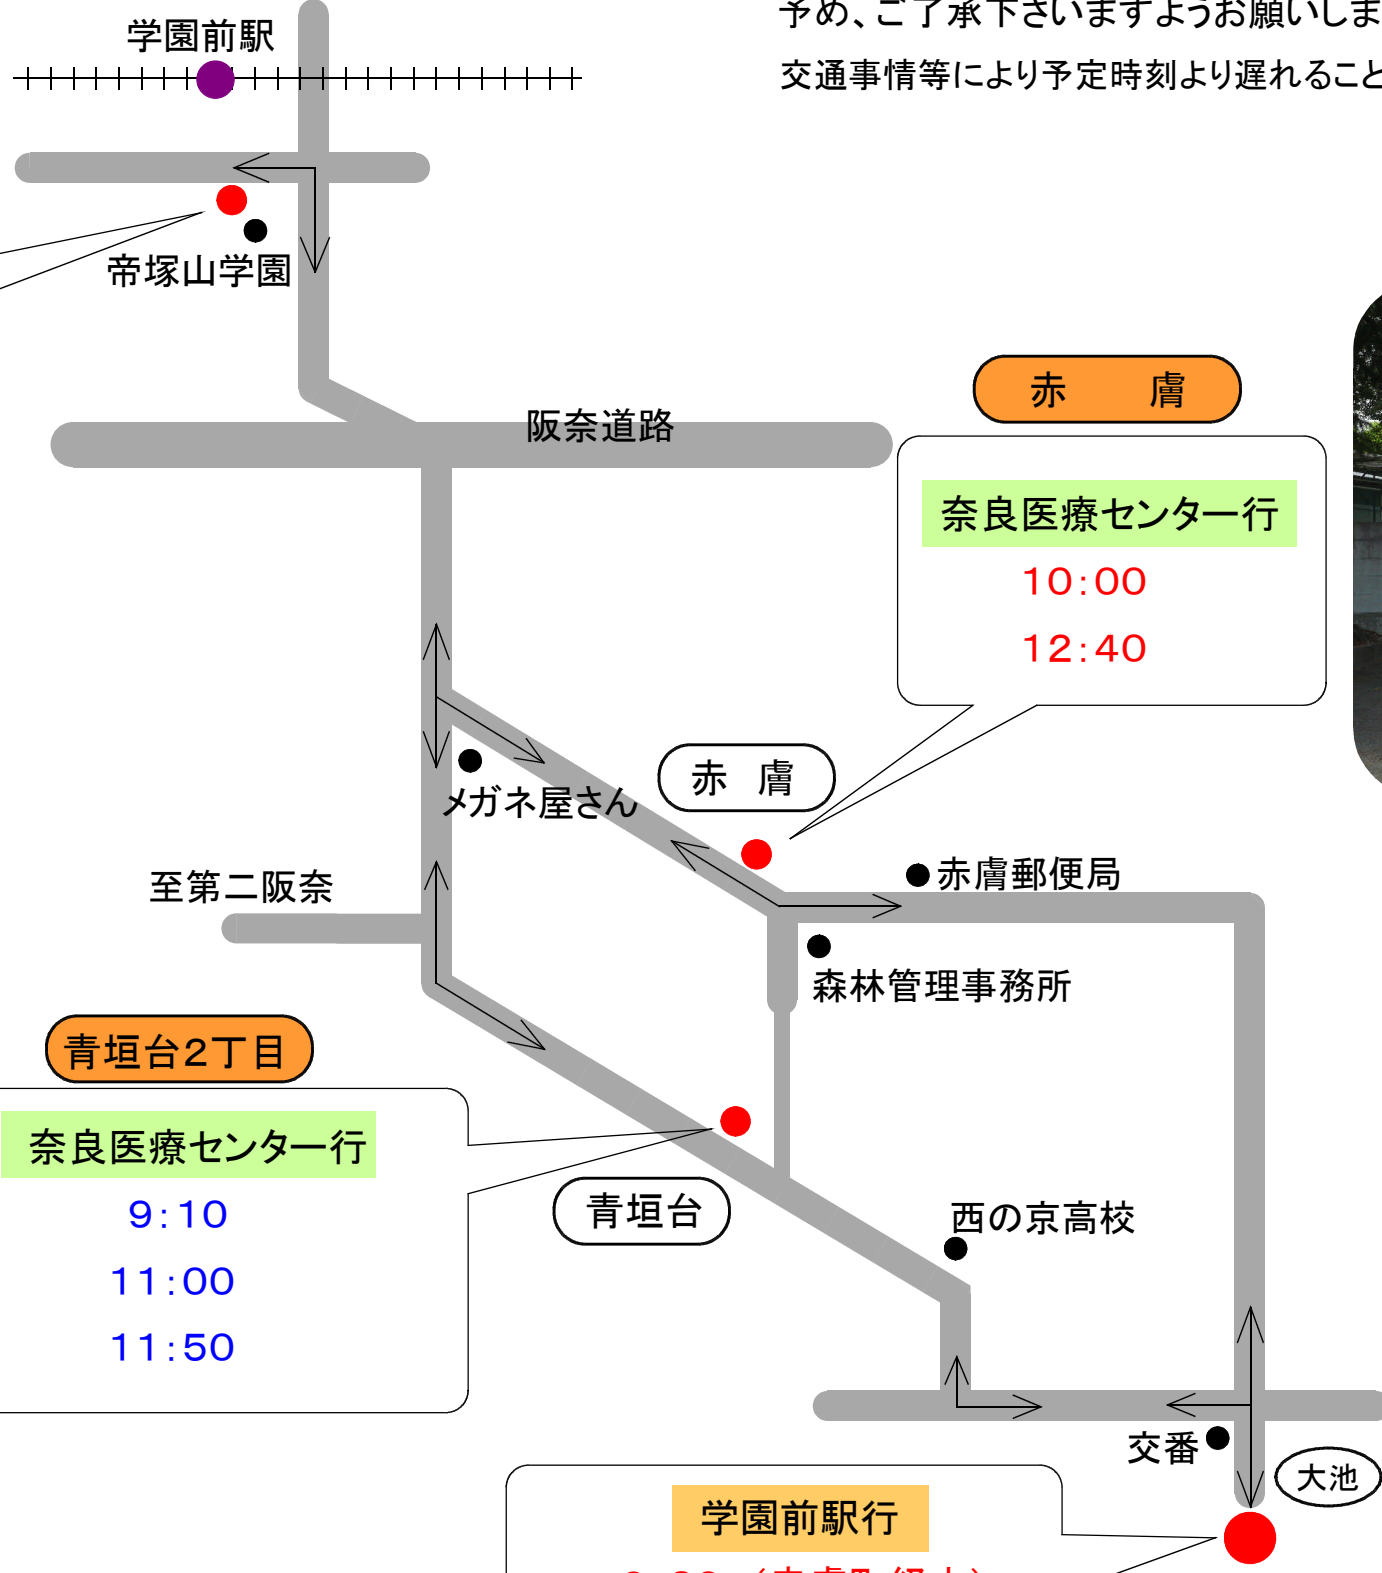 予め、ご了承下さいますようお願いしま
交通事情等により予定時刻より遅れること
学園前駅
帝塚山学園
阪奈道路
赤　膚
奈良医療センター行
10:00
12:40
メガネ屋さん
赤 膚
至第二阪奈
赤膚郵便局
森林管理事務所
青垣台2丁目
奈良医療センター行
9:10
11:00
11:50
青垣台
西の京高校
交番
大池
学園前駅行